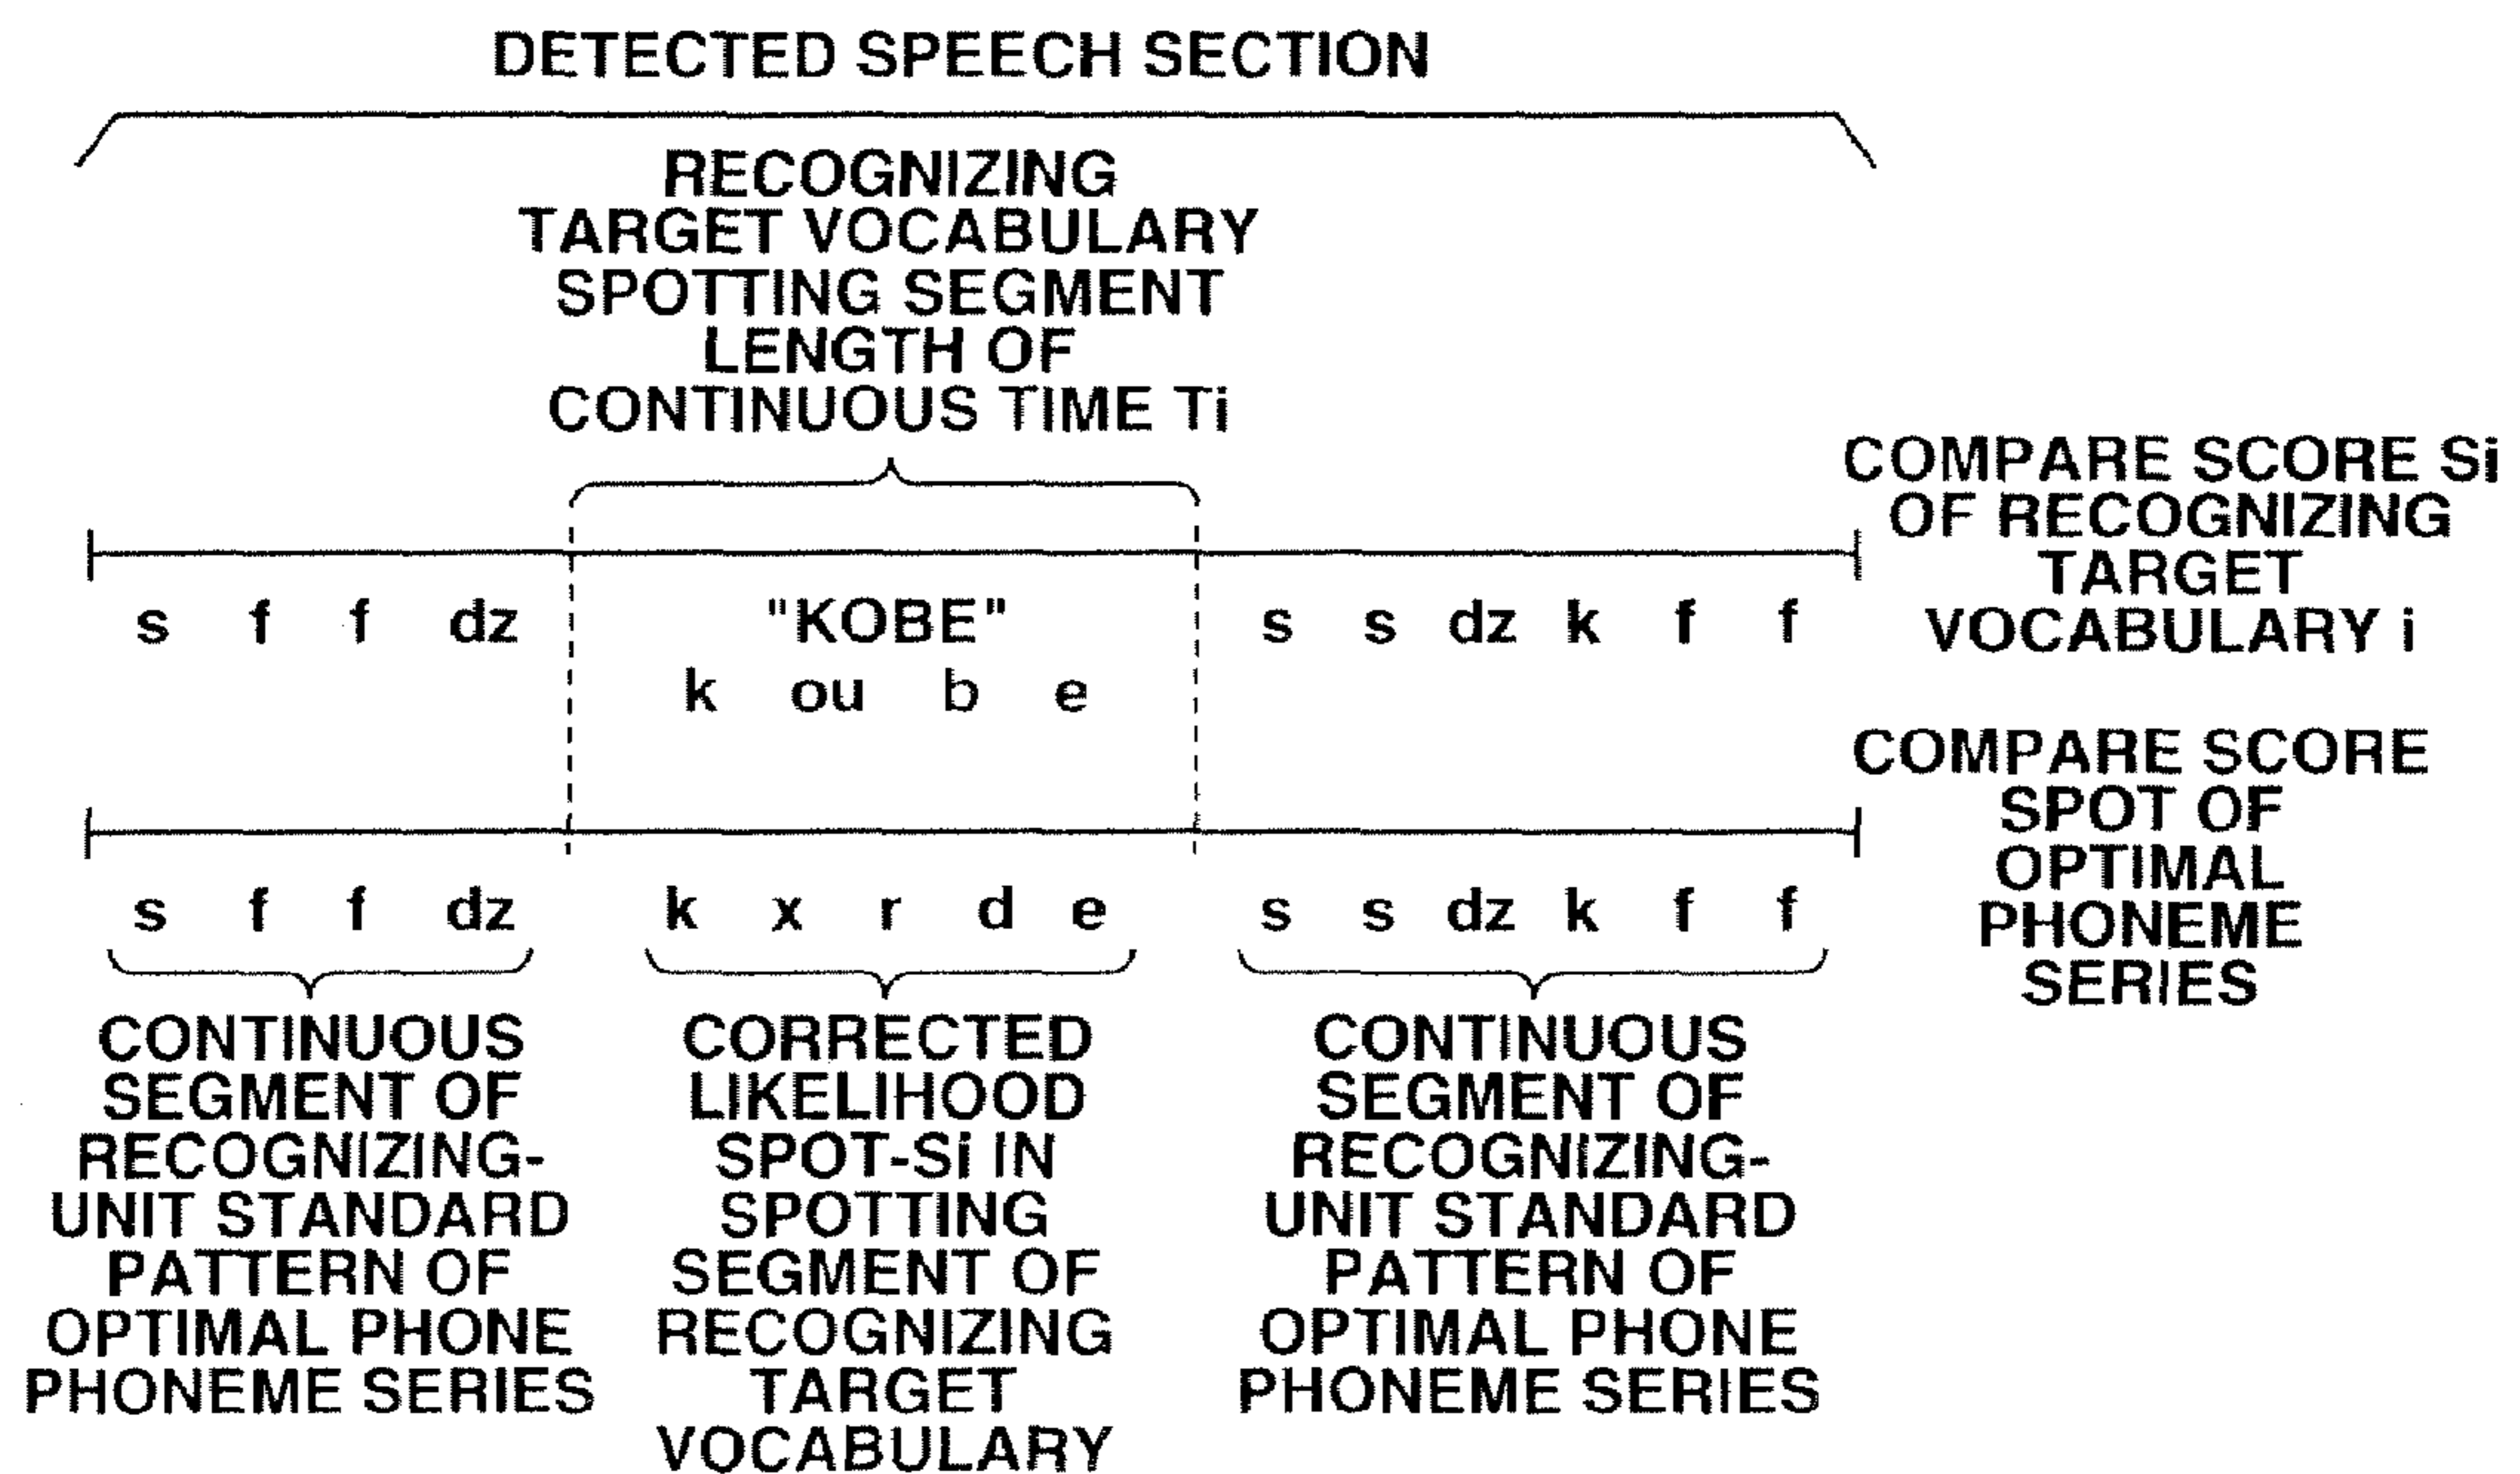 DETECTED SPEECH SECTION
RECOGNIZING
TARGET VOCABULARY
SPOTTING SEGMENT
LENGTH OF
CONTINUOUS TIME Ti
COMPARE SCORE Si
OF RECOGNIZING
TARGET
VOCABULARY i
s f f dz "KOBE" s s dz k f f
k ou b e
COMPARE SCORE
SPOT OF
OPTIMAL
PHONEME
SERIES
s f f dz k x r d e s s dz k f f
CONTINUOUS
SEGMENT OF
RECOGNIZING-
UNIT STANDARD
PATTERN OF
OPTIMAL PHONE
PHONEME SERIES
CORRECTED
LIKELIHOOD
SPOT-Si IN
SPOTTING
SEGMENT OF
RECOGNIZING
TARGET
VOCABULARY
CONTINUOUS
SEGMENT OF
RECOGNIZING-
UNIT STANDARD
PATTERN OF
OPTIMAL PHONE
PHONEME SERIES